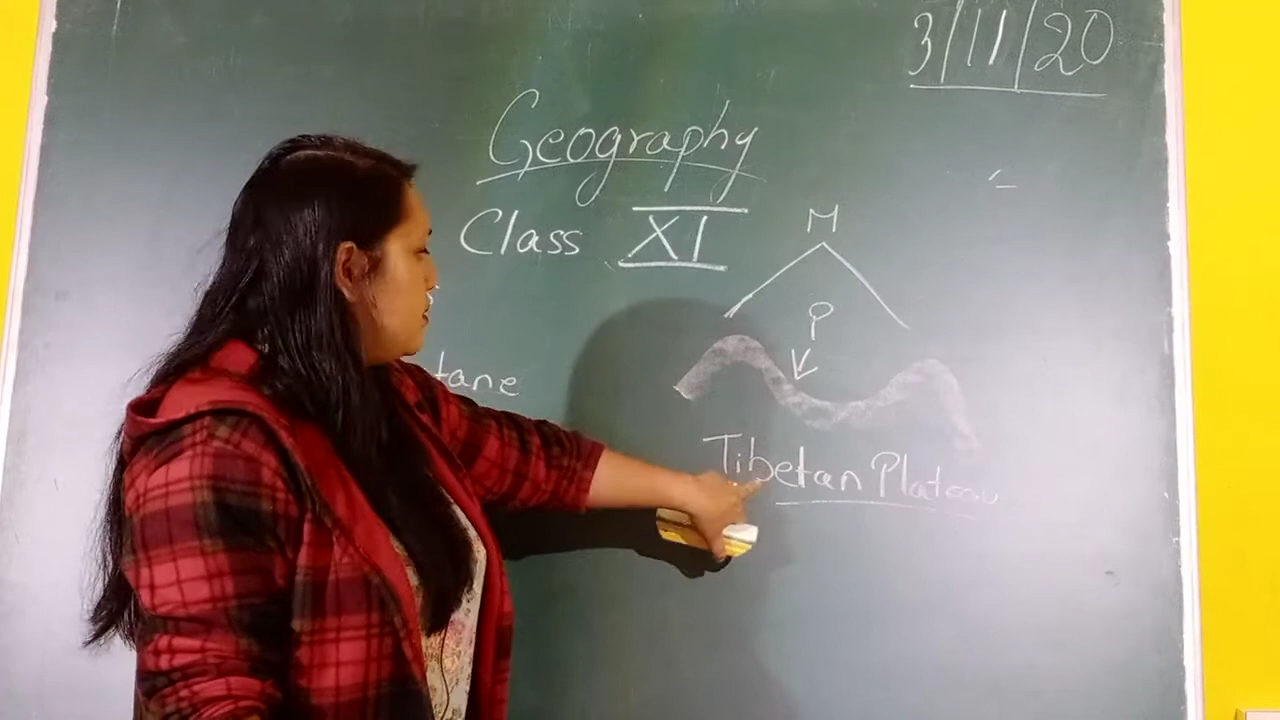 3/11/20
Geography
Class XI
M
P
tane
Tibetan Plateau